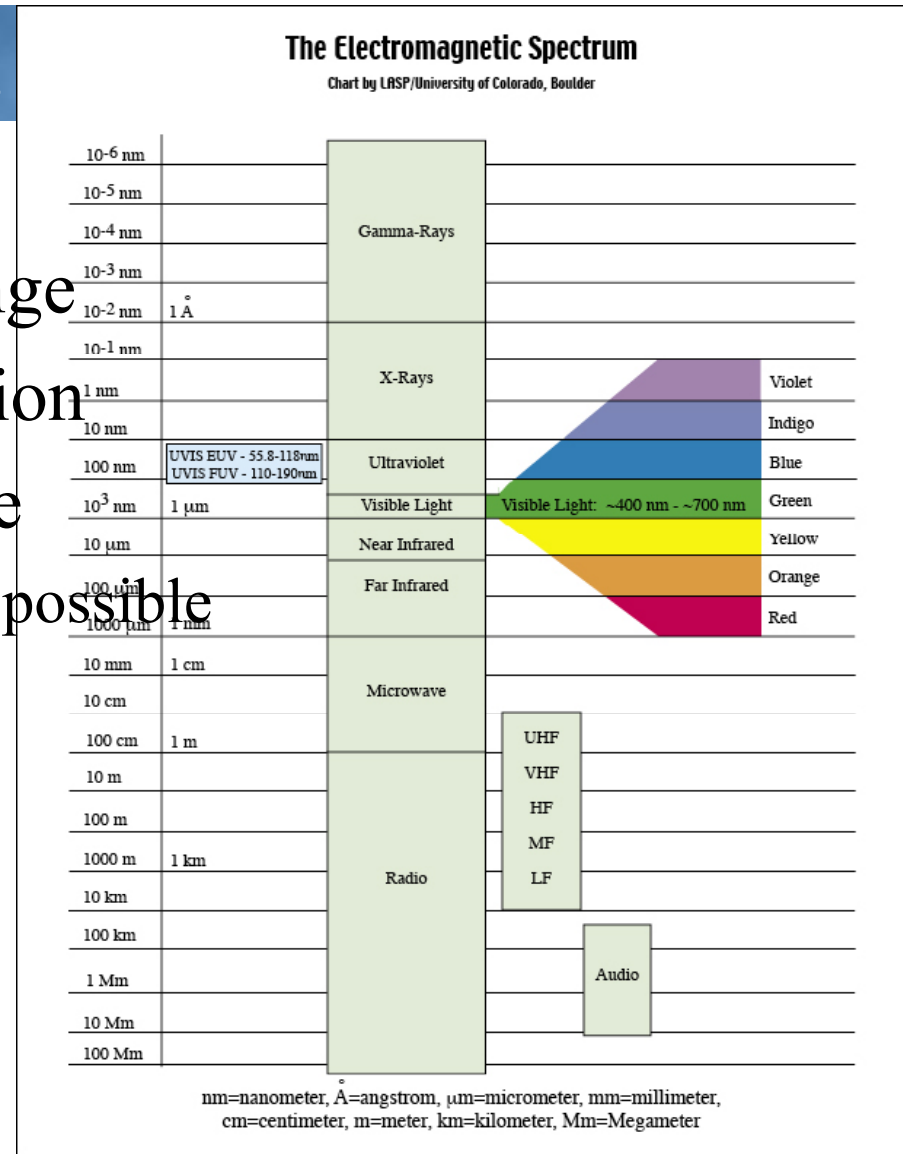 The Electromagnetic Spectrum
Chart by LASP/University of Colorado, Boulder
10-6 nm
10-5 nm
10-4 nm
Gamma-Rays
10-3 nm
nge
10-2 nm 1 Å
10-1 nm
X-Rays
Violet
ion
1 nm
10 nm
Indigo
UVIS EUV - 55.8-118nm
UVIS FUV - 110-190nm
100 nm
Ultraviolet
Blue
e
10³ nm 1 μm Visible Light Visible Light: ~400 nm - ~700 nm Green
10 μm Near Infrared Yellow
100 μm Far Infrared Orange
possible
1000 μm 1 mm Red
10 mm 1 cm
Microwave
10 cm
100 cm 1 m UHF
10 m VHF
HF
100 m
MF
1000 m 1 km
Radio LF
10 km
100 km
1 Mm Audio
10 Mm
100 Mm
nm=nanometer, Å=angstrom, μm=micrometer, mm=millimeter,
cm=centimeter, m=meter, km=kilometer, Mm=Megameter